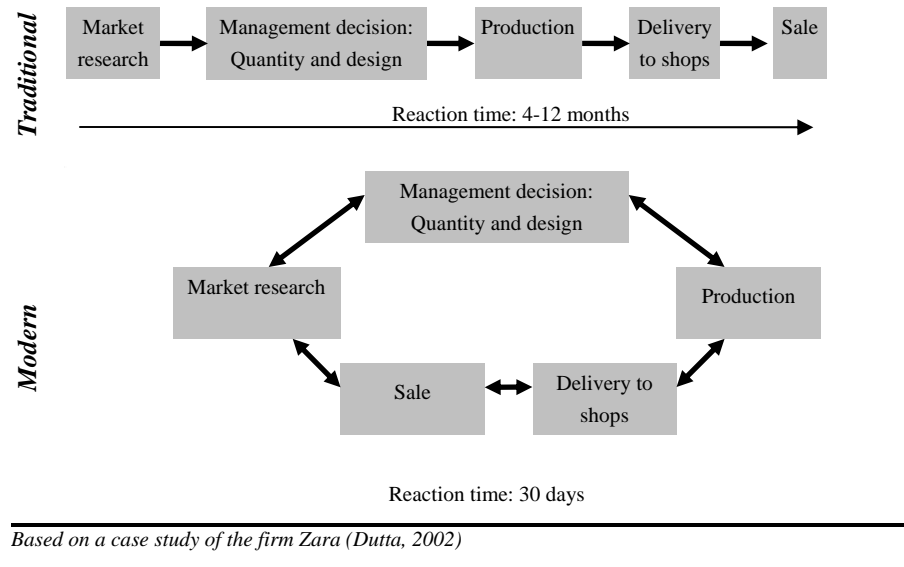 Traditional
Market
research
Management decision:
Quantity and design
Production
Delivery
to shops
Sale
Reaction time: 4-12 months
Modern
Management decision:
Quantity and design
Market research
Production
Sale
Delivery to
shops
Reaction time: 30 days
Based on a case study of the firm Zara (Dutta, 2002)